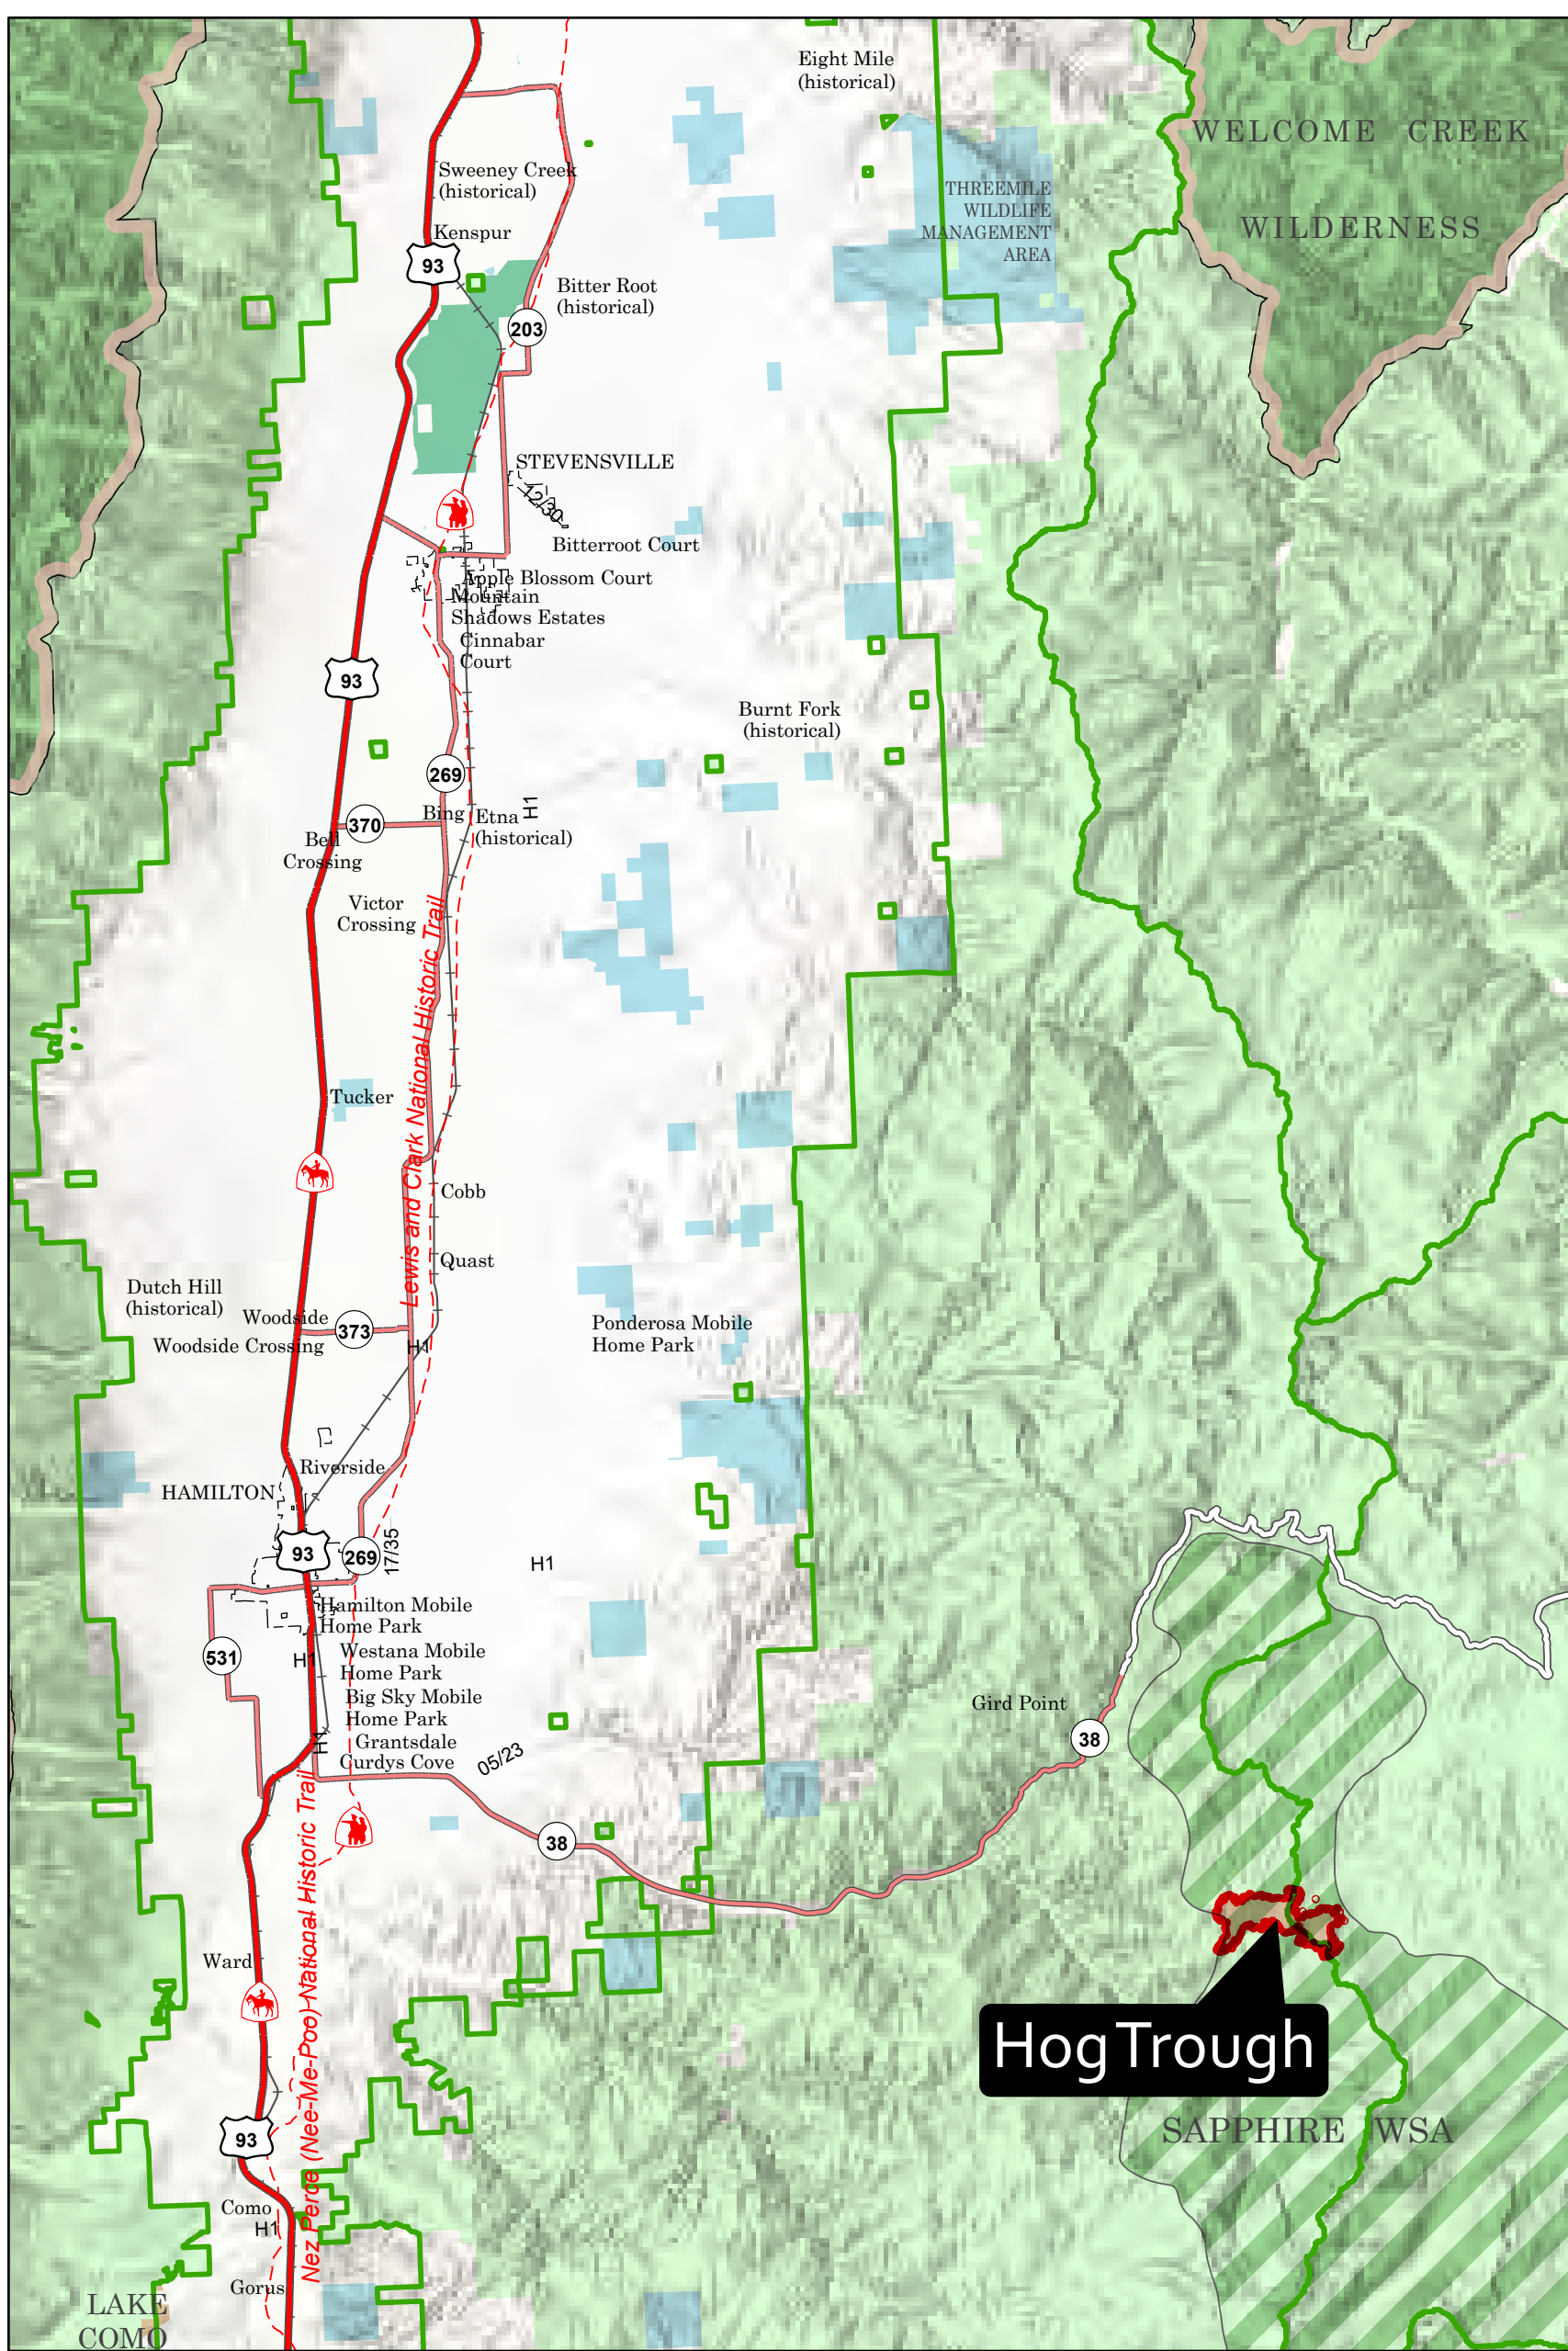 Eight Mile
(historical)
WELCOME CREEK
WILDERNESS
Sweeney Creek
(historical)
THREEMILE
WILDLIFE
MANAGEMENT
AREA
Kenspur
93
Bitter Root
(historical)
203
STEVENSVILLE
12/30
Bitterroot Court
Apple Blossom Court
Mountain
Shadows Estates
Cinnabar
Court
93
Burnt Fork
(historical)
269
Bing
Etna
(historical)
H1
370
Bell
Crossing
Victor
Crossing
Lewis and Clark National Historic Trail
Tucker
Cobb
Quast
Dutch Hill
(historical)
Woodside
373
Woodside Crossing
H1
Ponderosa Mobile
Home Park
Riverside
HAMILTON
93
269
17/35
H1
Hamilton Mobile
Home Park
531
H1
Westana Mobile
Home Park
Big Sky Mobile
Home Park
H1
Grantsdale
Curdys Cove
05/23
Gird Point
38
38
Nez Perce (Nee-Me-Poo) National Historic Trail
Ward
HogTrough
93
SAPPHIRE WSA
Como
H1
Gorus
LAKE
COMO